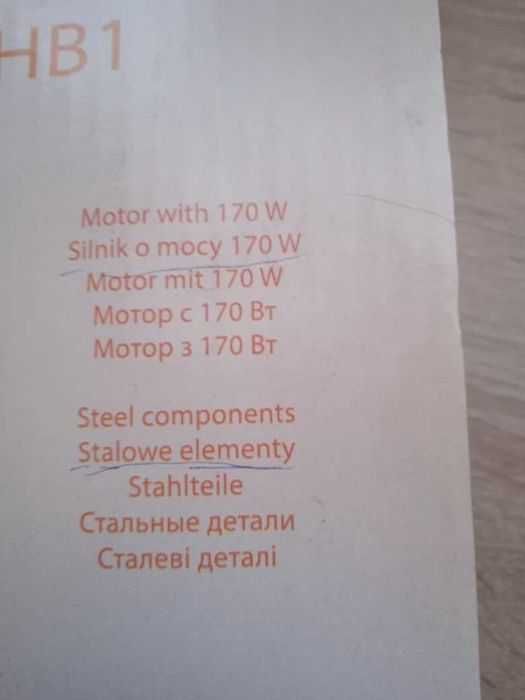 HB1
Motor with 170 W
Silnik o mocy 170 W
Motor mit 170 W
Мотор с 170 Вт
Мотор з 170 Вт
Steel components
Stalowe elementy
Stahlteile
Стальные детали
Сталеві деталі